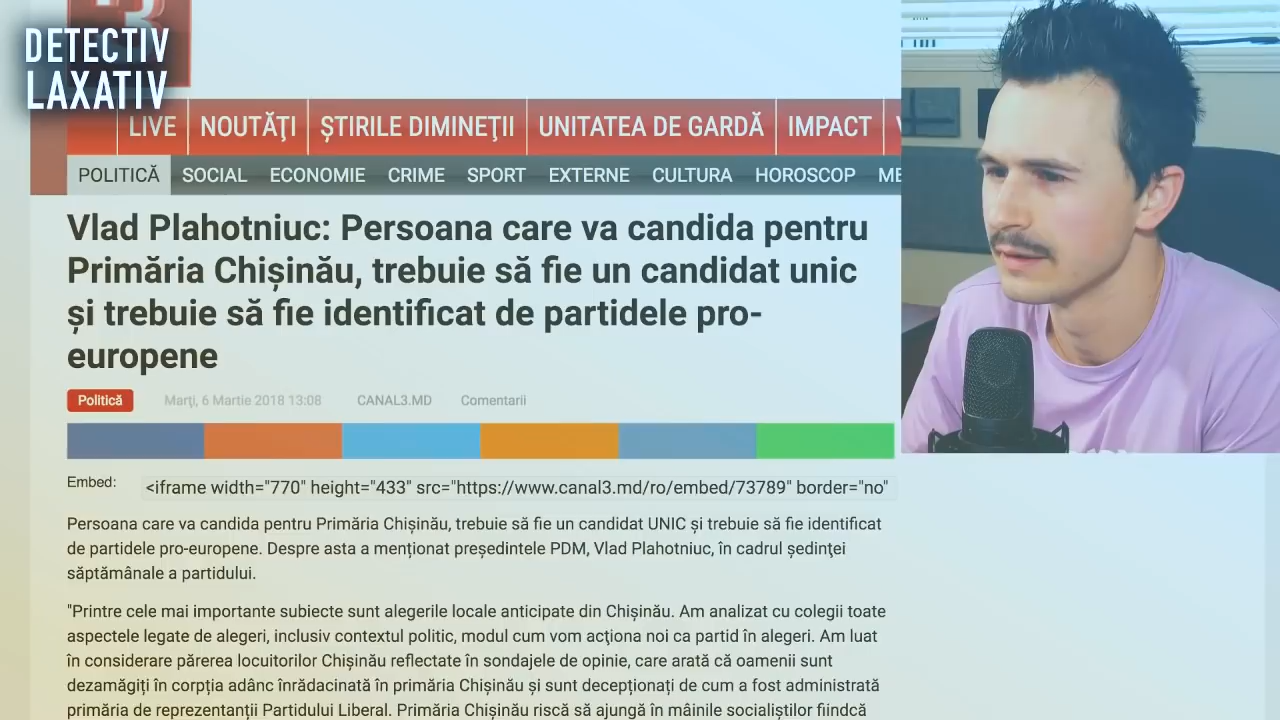 DETECTIV
LAXATIV
3
LIVE NOUTĂŢI ŞTIRILE DIMINEŢII UNITATEA DE GARDĂ IMPACT
POLITICĂ SOCIAL ECONOMIE CRIME SPORT EXTERNE CULTURA HOROSCOP ME
Vlad Plahotniuc: Persoana care va candida pentru
Primăria Chișinău, trebuie să fie un candidat unic
și trebuie să fie identificat de partidele pro-
europene
Politică Marţi, 6 Martie 2018 13:08 CANAL3.MD Comentarii
Embed: <iframe width="770" height="433" src="https://www.canal3.md/ro/embed/73789" border="no"
Persoana care va candida pentru Primăria Chișinău, trebuie să fie un candidat UNIC și trebuie să fie identificat
de partidele pro-europene. Despre asta a menționat președintele PDM, Vlad Plahotniuc, în cadrul ședinţei
săptămânale a partidului.
"Printre cele mai importante subiecte sunt alegerile locale anticipate din Chișinău. Am analizat cu colegii toate
aspectele legate de alegeri, inclusiv contextul politic, modul cum vom acţiona noi ca partid în alegeri. Am luat
în considerare părerea locuitorilor Chișinău reflectate în sondajele de opinie, care arată că oamenii sunt
dezamăgiți în corpția adânc înrădacinată în primăria Chișinău și sunt decepționați de cum a fost administrată
primăria de reprezentanții Partidului Liberal. Primăria Chișinău riscă să ajungă în mâinile socialiștilor fiindcă